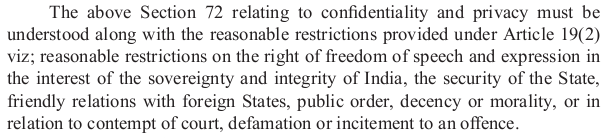 The above Section 72 relating to confidentiality and privacy must be
understood along with the reasonable restrictions provided under Article 19(2)
viz; reasonable restrictions on the right of freedom of speech and expression in
the interest of the sovereignty and integrity of India, the security of the State,
friendly relations with foreign States, public order, decency or morality, or in
relation to contempt of court, defamation or incitement to an offence.